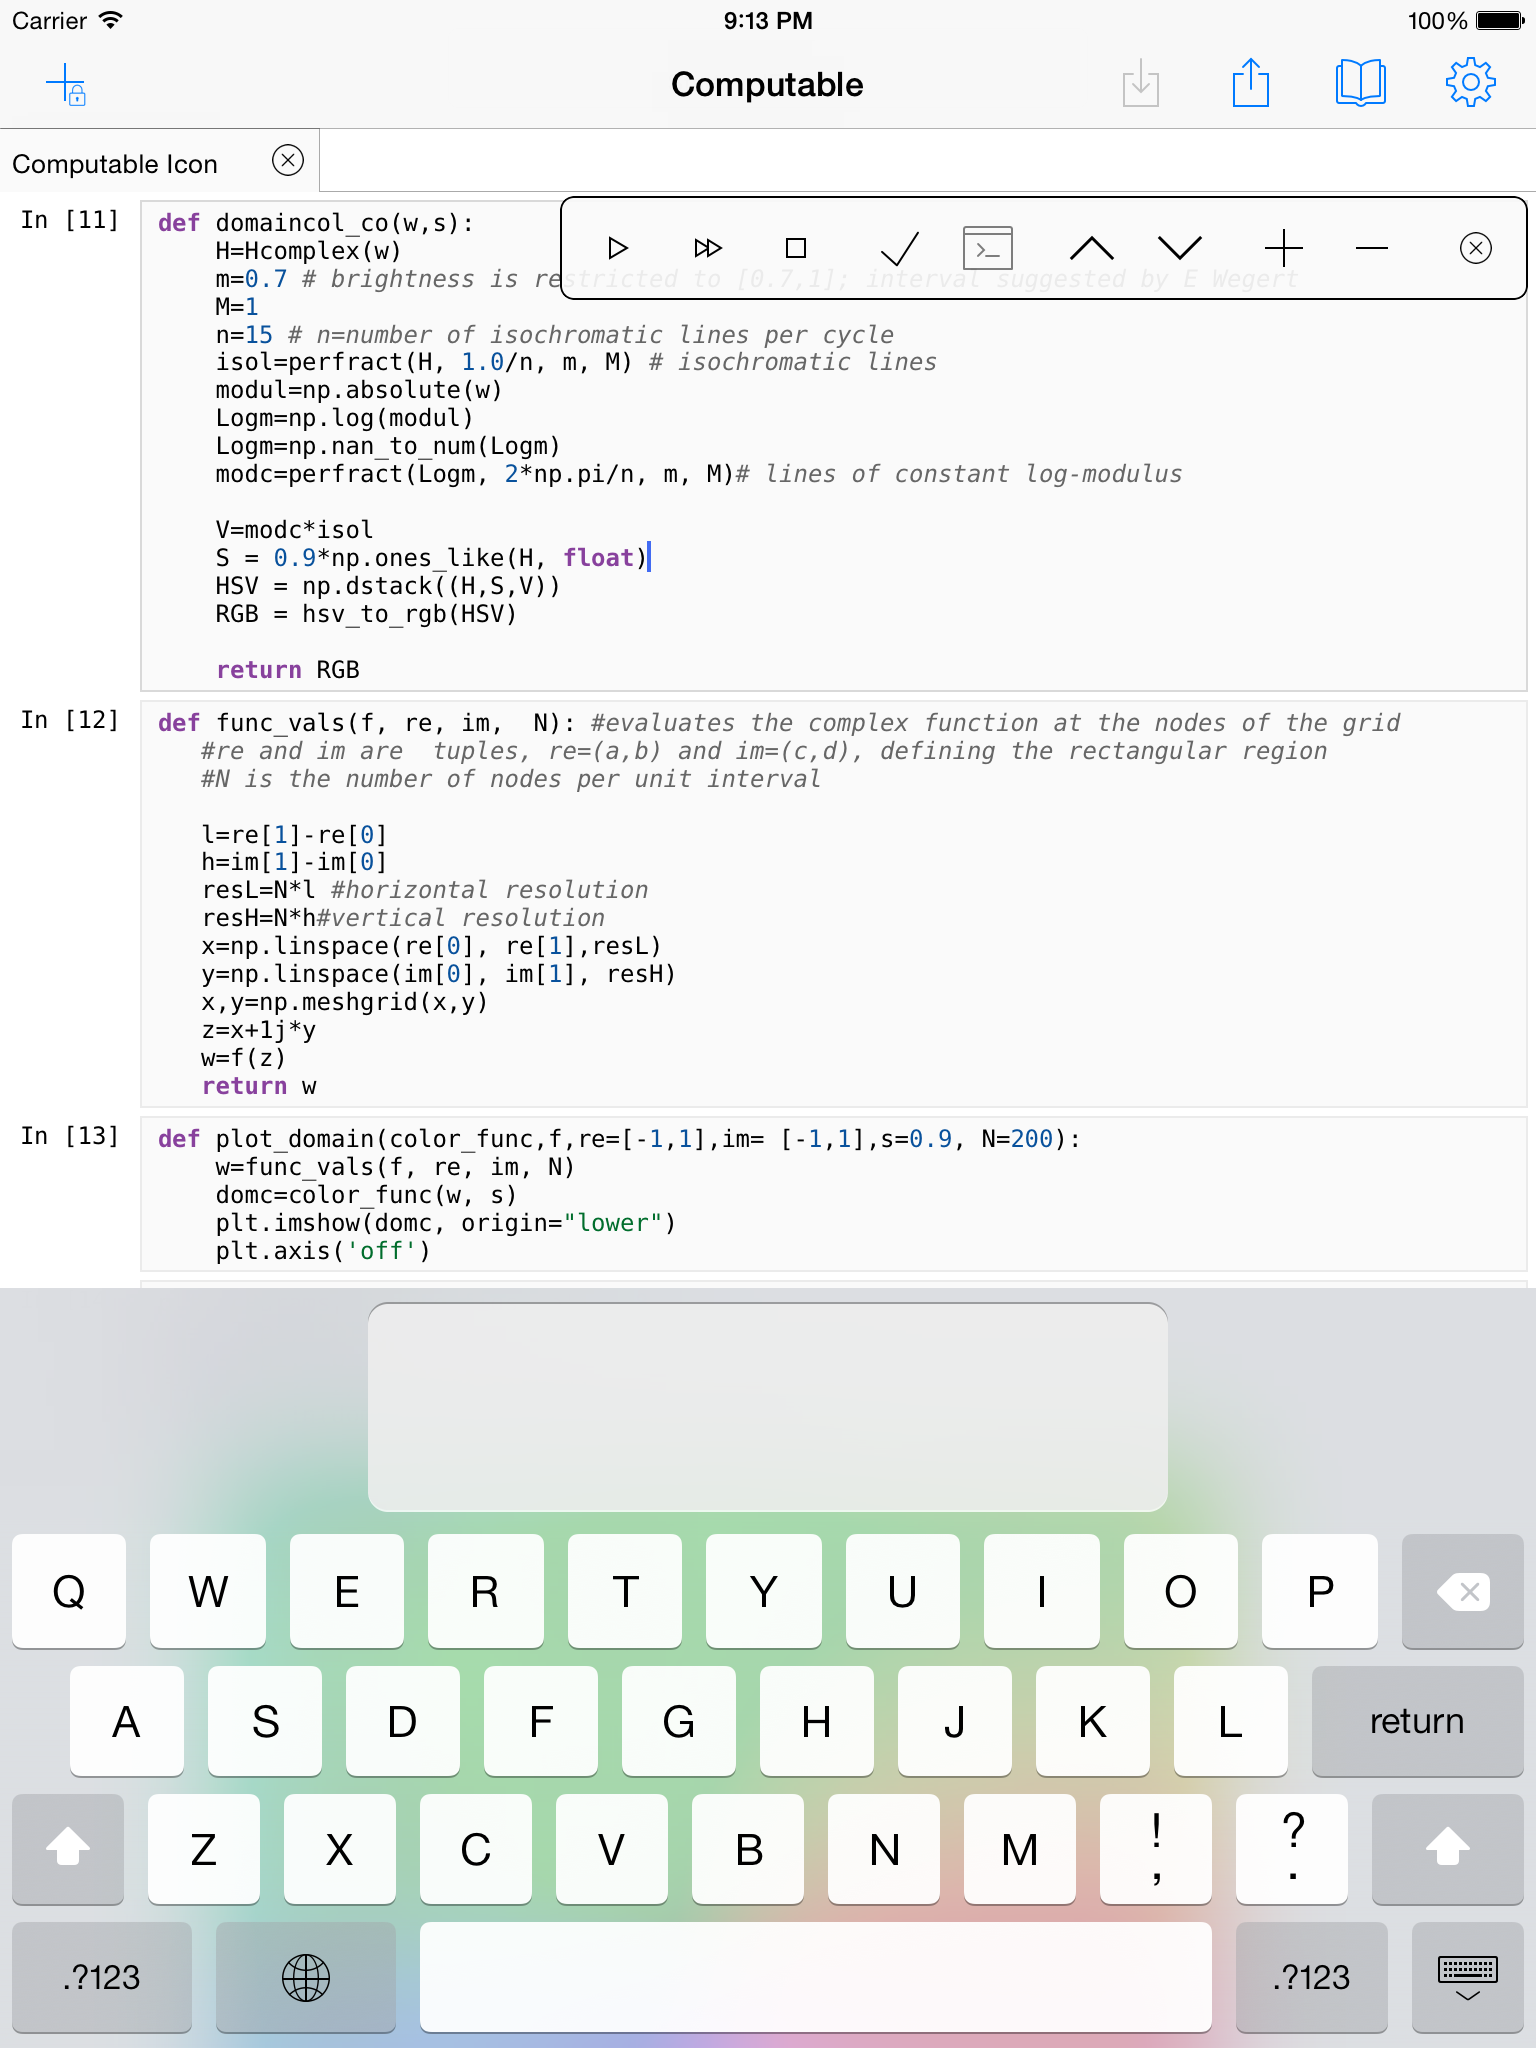 Carrier 9:13 PM 100%
Computable
Computable Icon
In [11]
def domaincol_co(w,s):
    H=Hcomplex(w)
    m=0.7 # brightness is restricted to [0.7,1]; interval suggested by E Wegert
    M=1
    n=15 # n=number of isochromatic lines per cycle
    isol=perfract(H, 1.0/n, m, M) # isochromatic lines
    modul=np.absolute(w)
    Logm=np.log(modul)
    Logm=np.nan_to_num(Logm)
    modc=perfract(Logm, 2*np.pi/n, m, M)# lines of constant log-modulus
    V=modc*isol
    S = 0.9*np.ones_like(H, float)
    HSV = np.dstack((H,S,V))
    RGB = hsv_to_rgb(HSV)
    return RGB
In [12]
def func_vals(f, re, im,  N): #evaluates the complex function at the nodes of the grid
   #re and im are  tuples, re=(a,b) and im=(c,d), defining the rectangular region
   #N is the number of nodes per unit interval
   l=re[1]-re[0]
   h=im[1]-im[0]
   resL=N*l #horizontal resolution
   resH=N*h#vertical resolution
   x=np.linspace(re[0], re[1],resL)
   y=np.linspace(im[0], im[1], resH)
   x,y=np.meshgrid(x,y)
   z=x+1j*y
   w=f(z)
   return w
In [13]
def plot_domain(color_func,f,re=[-1,1],im= [-1,1],s=0.9, N=200):
    w=func_vals(f, re, im, N)
    domc=color_func(w, s)
    plt.imshow(domc, origin="lower")
    plt.axis('off')
Q W E R T Y U I O P
A S D F G H J K L return
Z X C V B N M ! , ? .
.?123 .?123